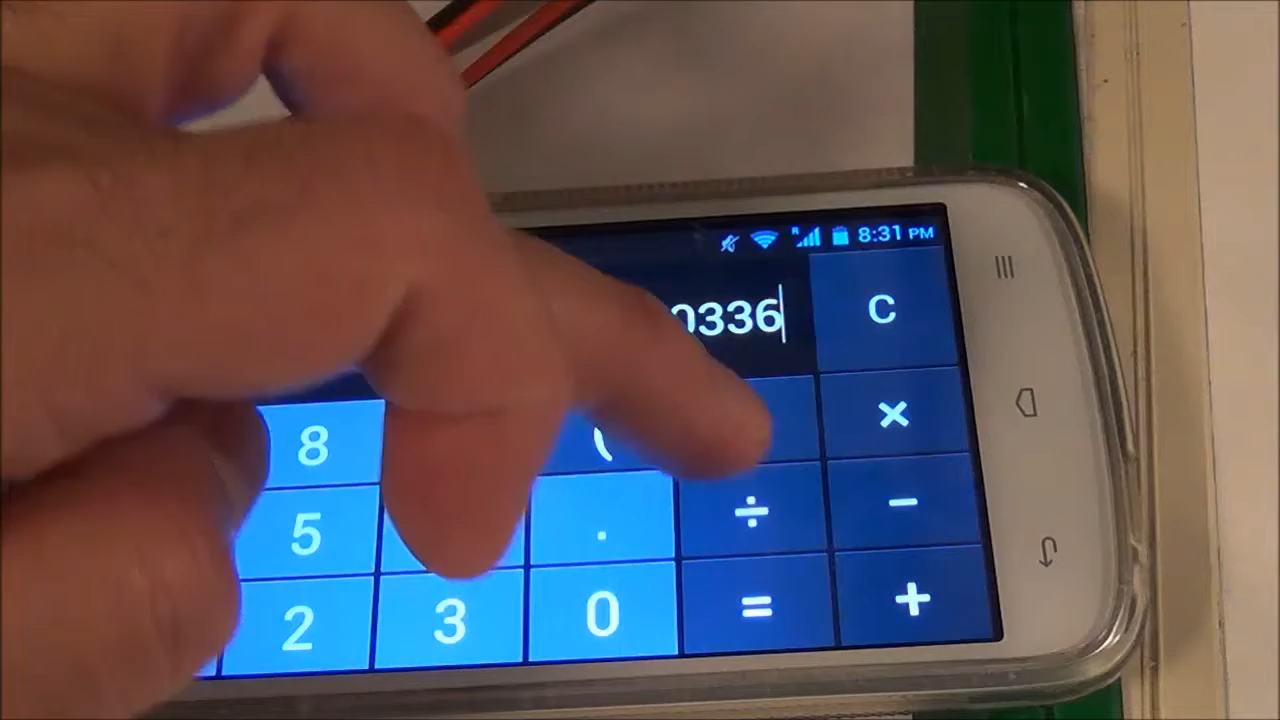 8:31 PM
0336
C
8 ( ×
5 . ÷ −
2 3 0 = +